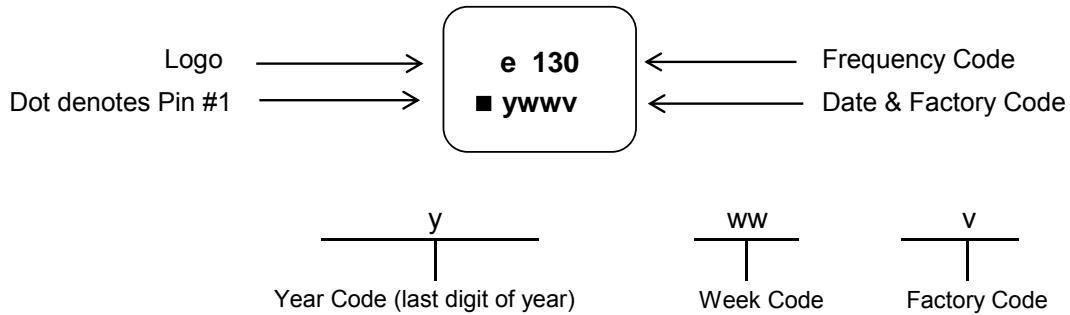 Logo
e 130
Frequency Code
Dot denotes Pin #1
■ ywwv
Date & Factory Code
y
ww
v
Year Code (last digit of year)
Week Code
Factory Code